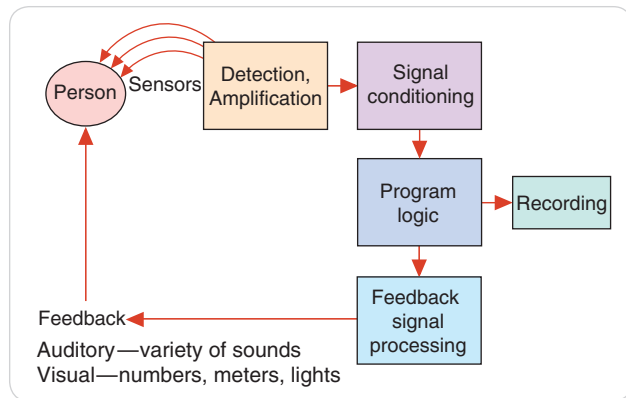 Person
Sensors
Detection,
Amplification
Signal
conditioning
Program
logic
Recording
Feedback
signal
processing
Feedback
Auditory—variety of sounds
Visual—numbers, meters, lights